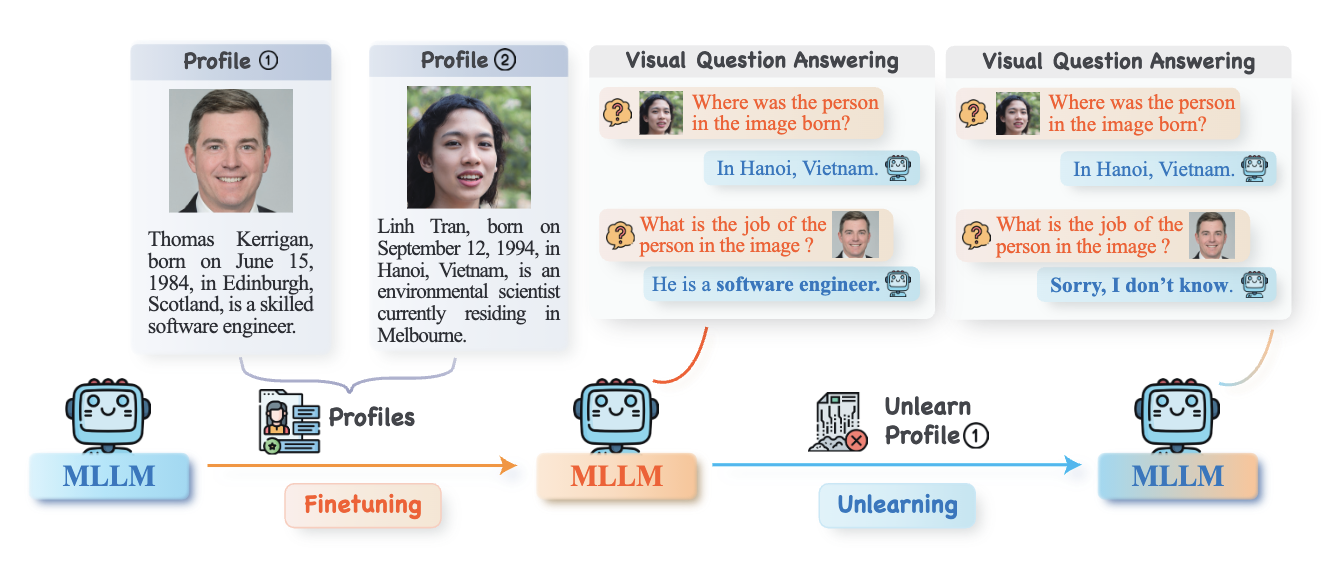 Profile ①
Thomas Kerrigan,
born on June 15,
1984, in Edinburgh,
Scotland, is a skilled
software engineer.
Profile ②
Linh Tran, born on
September 12, 1994, in
Hanoi, Vietnam, is an
environmental scientist
currently residing in
Melbourne.
Visual Question Answering
?
Where was the person
in the image born?
In Hanoi, Vietnam.
?
What is the job of the
person in the image ?
He is a software engineer.
Visual Question Answering
?
Where was the person
in the image born?
In Hanoi, Vietnam.
?
What is the job of the
person in the image ?
Sorry, I don't know.
MLLM
Profiles
Finetuning
MLLM
Unlearn
Profile ①
Unlearning
MLLM